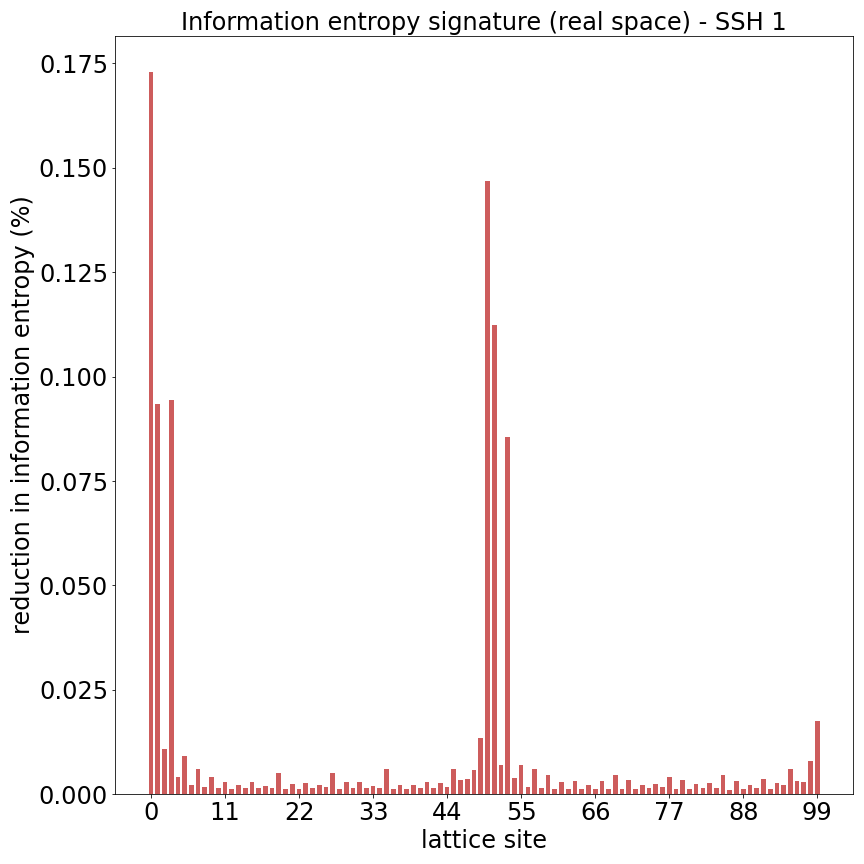 Information entropy signature (real space) - SSH 1
reduction in information entropy (%)
0.175
0.150
0.125
0.100
0.075
0.050
0.025
0.000
0 11 22 33 44 55 66 77 88 99
lattice site